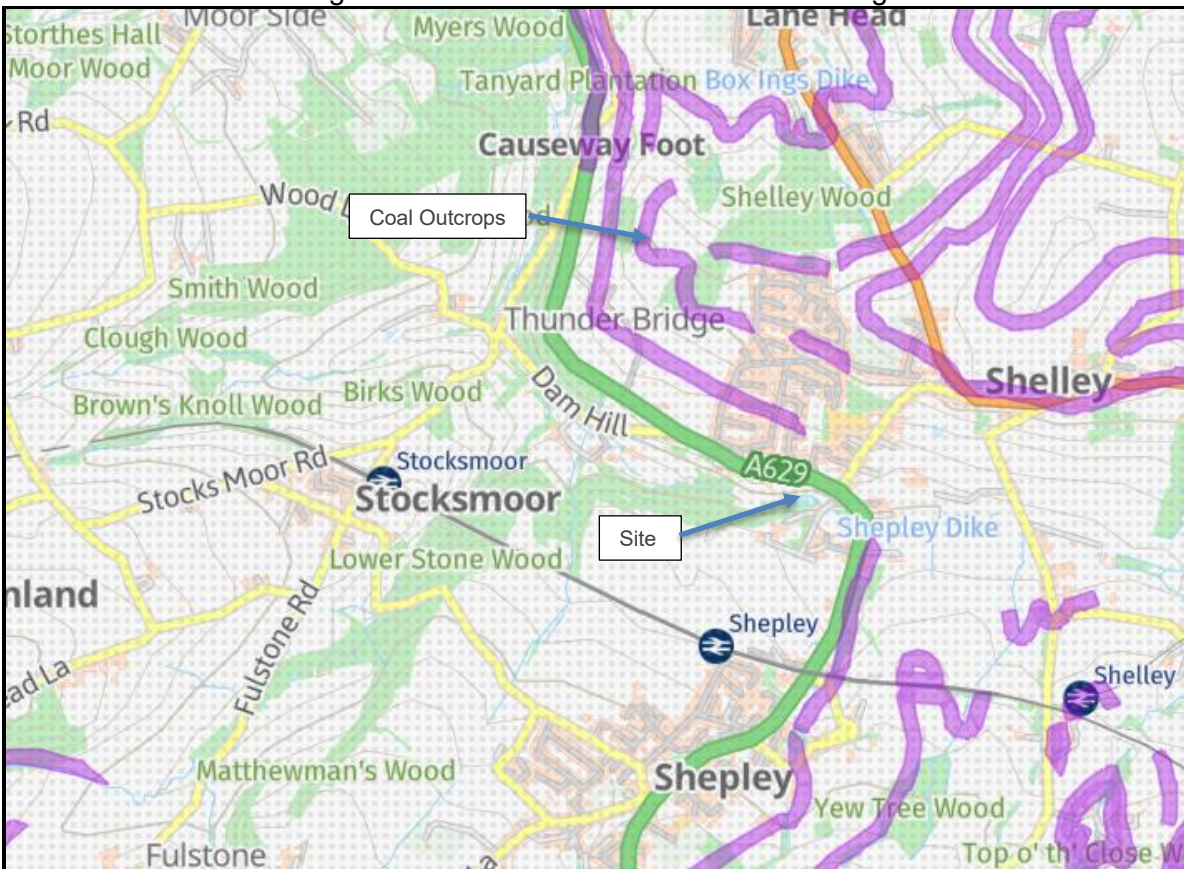 Moor Side
Myers Wood
Lane Head
Storthes Hall
Moor Wood
Tanyard Plantation
Box Ings Dike
Rd
Causeway Foot
Wood
Coal Outcrops
Shelley Wood
Smith Wood
Thunder Bridge
Clough Wood
Shelley
Birks Wood
Brown's Knoll Wood
Dam Hill
A629
Stocksmoor
Stocks Moor Rd
Stocksmoor
Site
Shepley Dike
Lower Stone Wood
nland
Shepley
Fulstone Rd
ead La
Shelley
Matthewman's Wood
Shepley
Yew Tree Wood
Fulstone
La
Top o' th' Close W